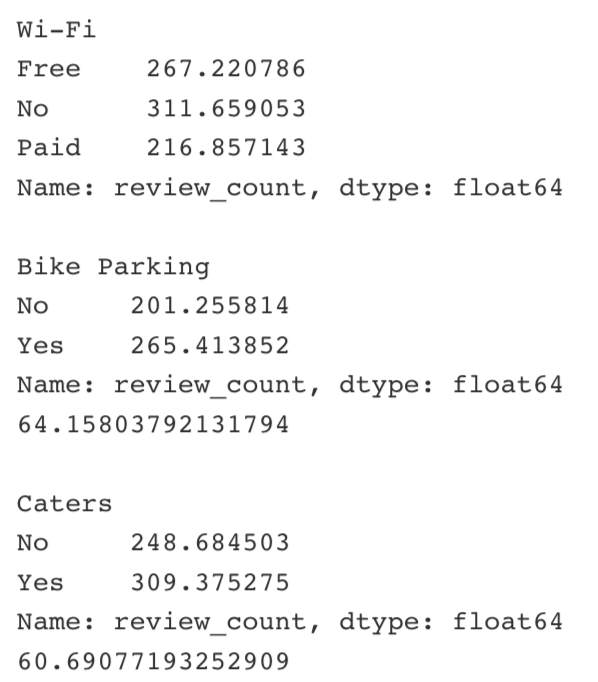 Wi-Fi
Free    267.220786
No      311.659053
Paid    216.857143
Name: review_count, dtype: float64
Bike Parking
No     201.255814
Yes    265.413852
Name: review_count, dtype: float64
64.15803792131794
Caters
No     248.684503
Yes    309.375275
Name: review_count, dtype: float64
60.69077193252909